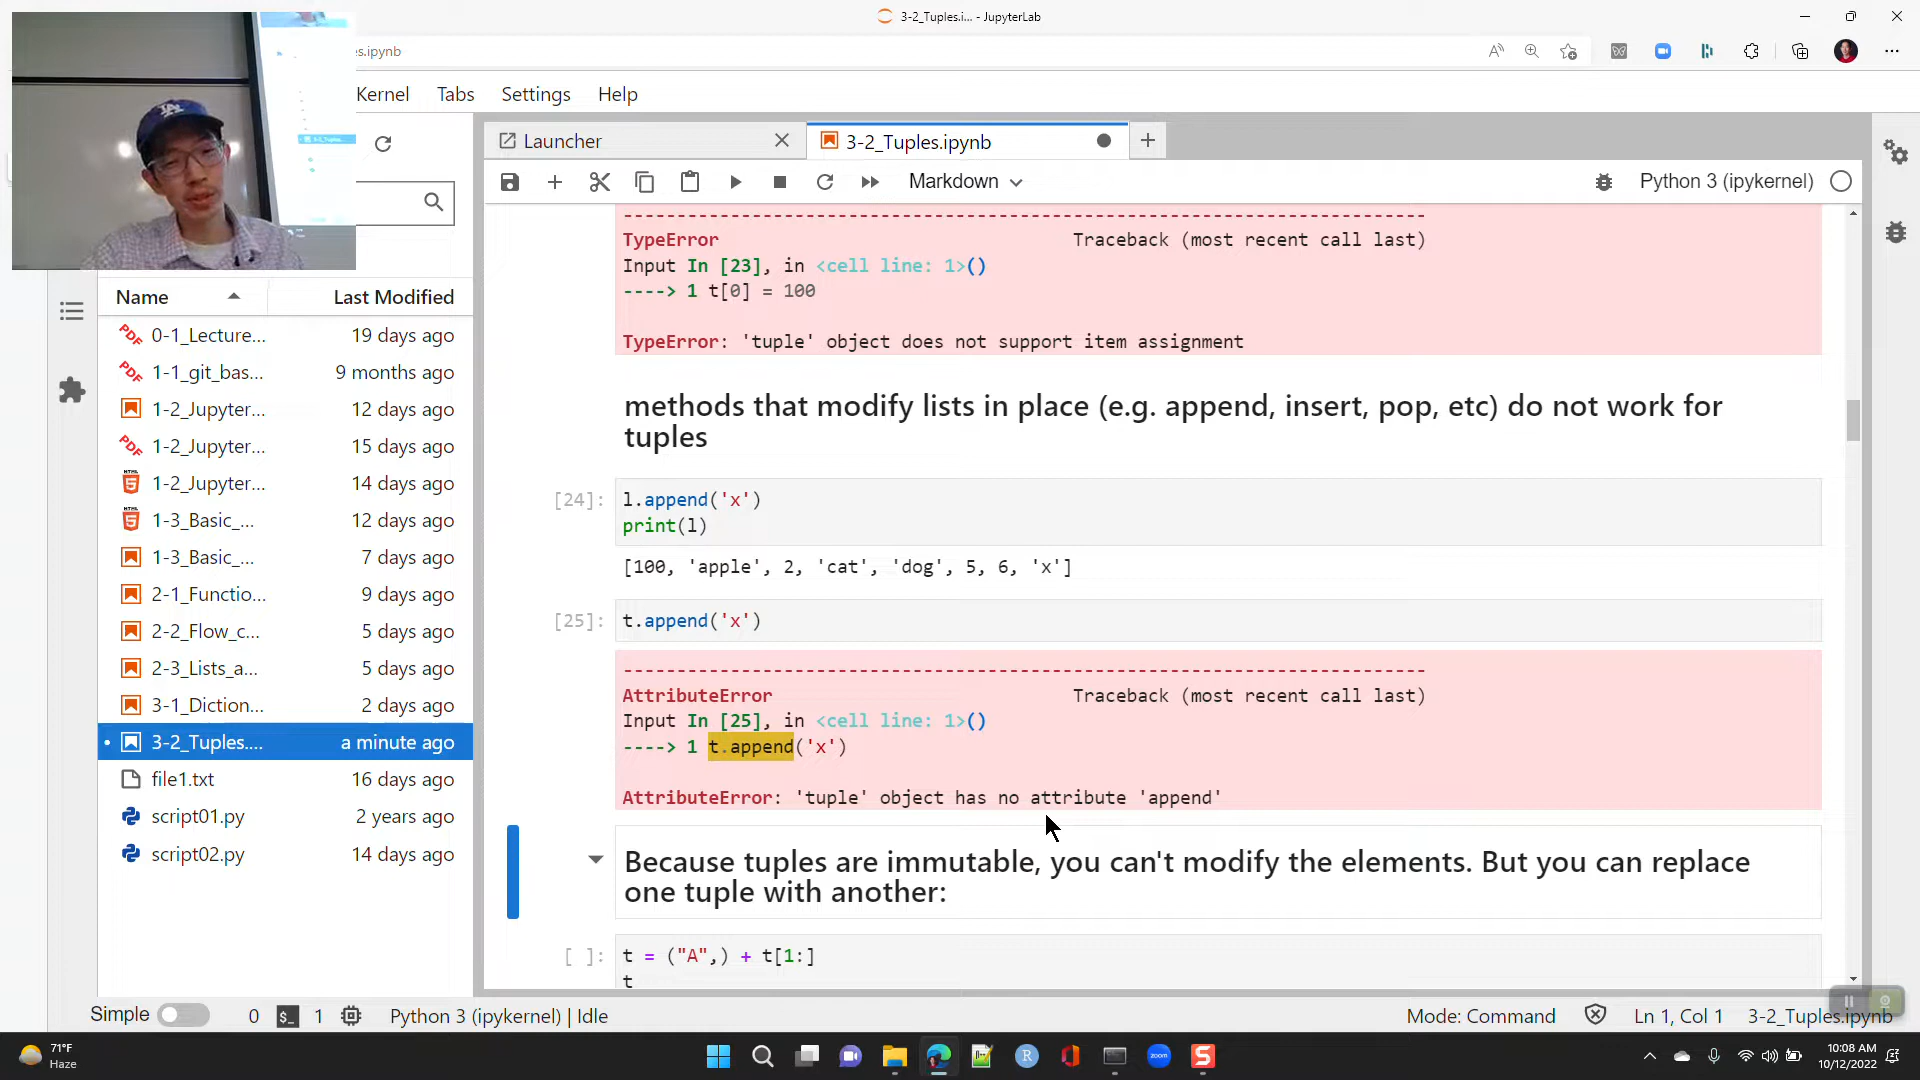 3-2_Tuples.i... - JupyterLab
es.ipynb
Kernel Tabs Settings Help
Launcher
3-2_Tuples.ipynb
Markdown
Python 3 (ipykernel)
Name Last Modified
0-1_Lecture... 19 days ago
1-1_git_bas... 9 months ago
1-2_Jupyter... 12 days ago
1-2_Jupyter... 15 days ago
1-2_Jupyter... 14 days ago
1-3_Basic_... 12 days ago
1-3_Basic_... 7 days ago
2-1_Functio... 9 days ago
2-2_Flow_c... 5 days ago
2-3_Lists_a... 5 days ago
3-1_Diction... 2 days ago
3-2_Tuples.... a minute ago
file1.txt 16 days ago
script01.py 2 years ago
script02.py 14 days ago
---------------------------------------------------------------------------
TypeError Traceback (most recent call last)
Input In [23], in <cell line: 1>()
----> 1 t[0] = 100
TypeError: 'tuple' object does not support item assignment
methods that modify lists in place (e.g. append, insert, pop, etc) do not work for
tuples
[24]: l.append('x')
print(l)
[100, 'apple', 2, 'cat', 'dog', 5, 6, 'x']
[25]: t.append('x')
---------------------------------------------------------------------------
AttributeError Traceback (most recent call last)
Input In [25], in <cell line: 1>()
----> 1 t.append('x')
AttributeError: 'tuple' object has no attribute 'append'
Because tuples are immutable, you can't modify the elements. But you can replace
one tuple with another:
[ ]: t = ("A",) + t[1:]
t
Simple 0 $_ 1 Python 3 (ipykernel) | Idle Mode: Command Ln 1, Col 1 3-2_Tuples.ipynb
71°F
Haze
10:08 AM
10/12/2022